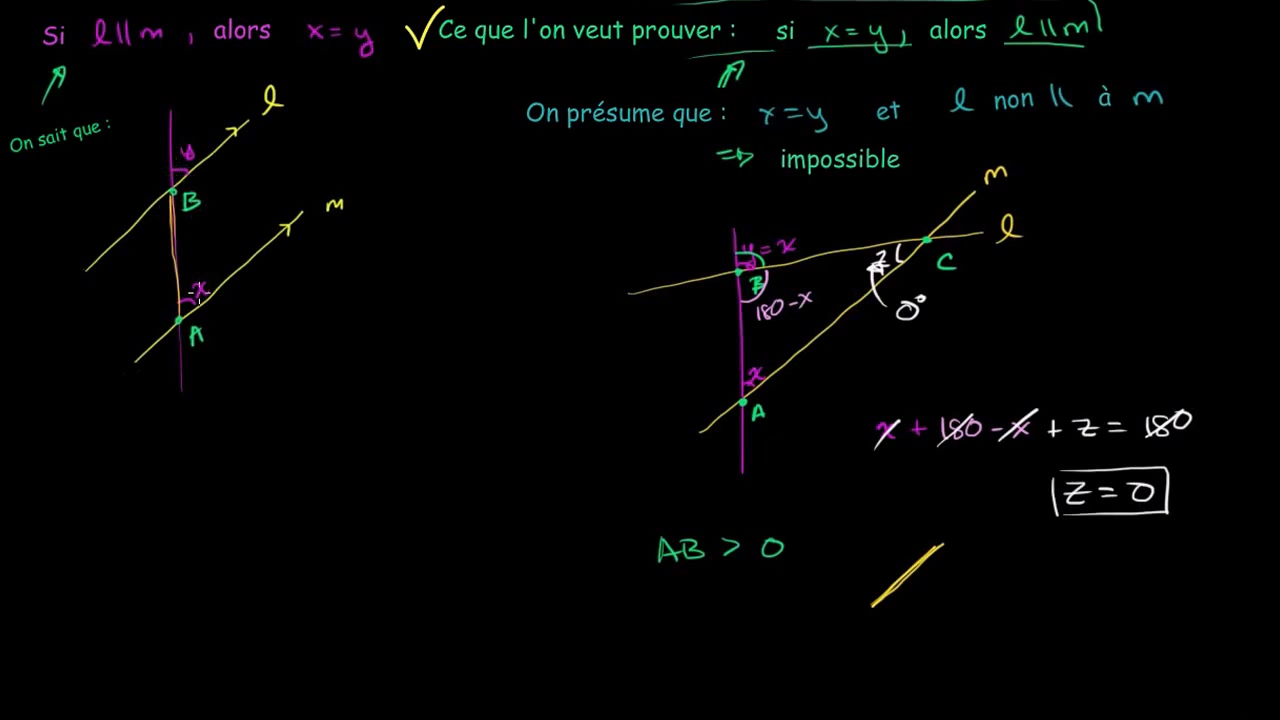 Si l || m , alors x = y ✓ Ce que l'on veut prouver : si x = y , alors l || m
On sait que :
On présume que : x = y et l non || à m
⇒ impossible
l
y
B
m
x
A
m
l
y = x
B
z
C
180 - x
0°
x
A
x + 180 - x + z = 180
z = 0
AB > 0